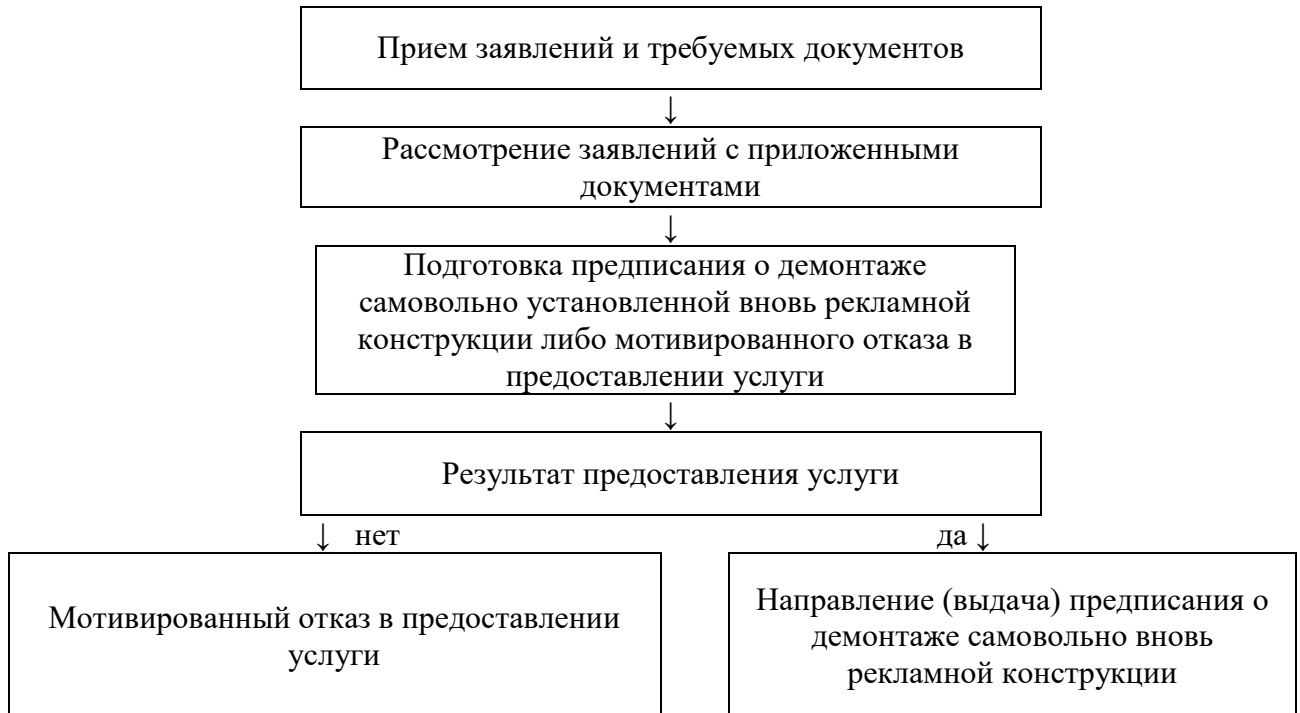 Прием заявлений и требуемых документов
↓
Рассмотрение заявлений с приложенными
документами
↓
Подготовка предписания о демонтаже
самовольно установленной вновь рекламной
конструкции либо мотивированного отказа в
предоставлении услуги
↓
Результат предоставления услуги
↓ нет
да ↓
Мотивированный отказ в предоставлении
услуги
Направление (выдача) предписания о
демонтаже самовольно вновь
рекламной конструкции